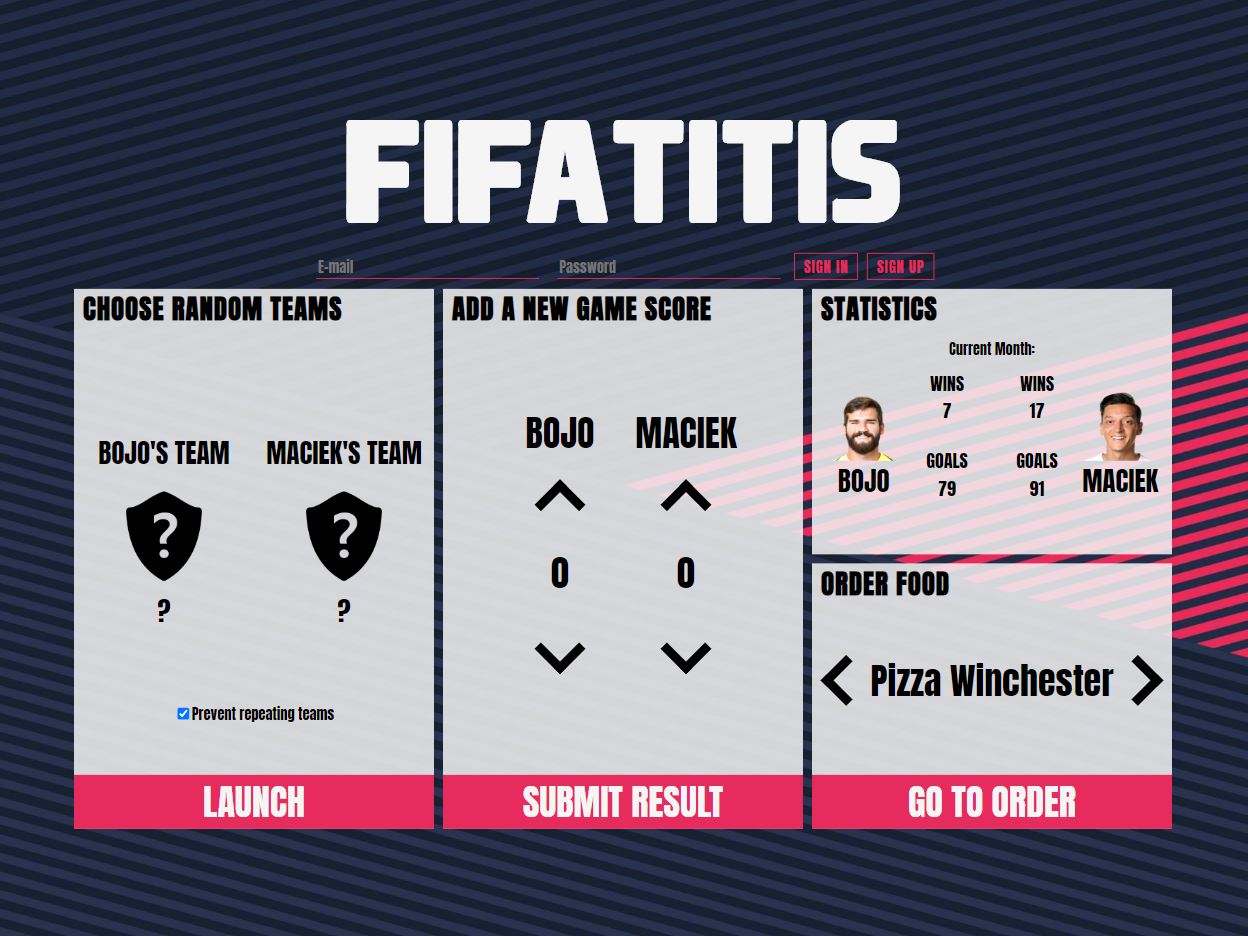 FIFATITIS
E-mail Password SIGN IN SIGN UP
CHOOSE RANDOM TEAMS
BOJO'S TEAM MACIEK'S TEAM
? ?
? ?
Prevent repeating teams
LAUNCH
ADD A NEW GAME SCORE
BOJO MACIEK
0 0
SUBMIT RESULT
STATISTICS
Current Month:
WINS WINS
7 17
GOALS GOALS
79 91
BOJO MACIEK
ORDER FOOD
Pizza Winchester
GO TO ORDER